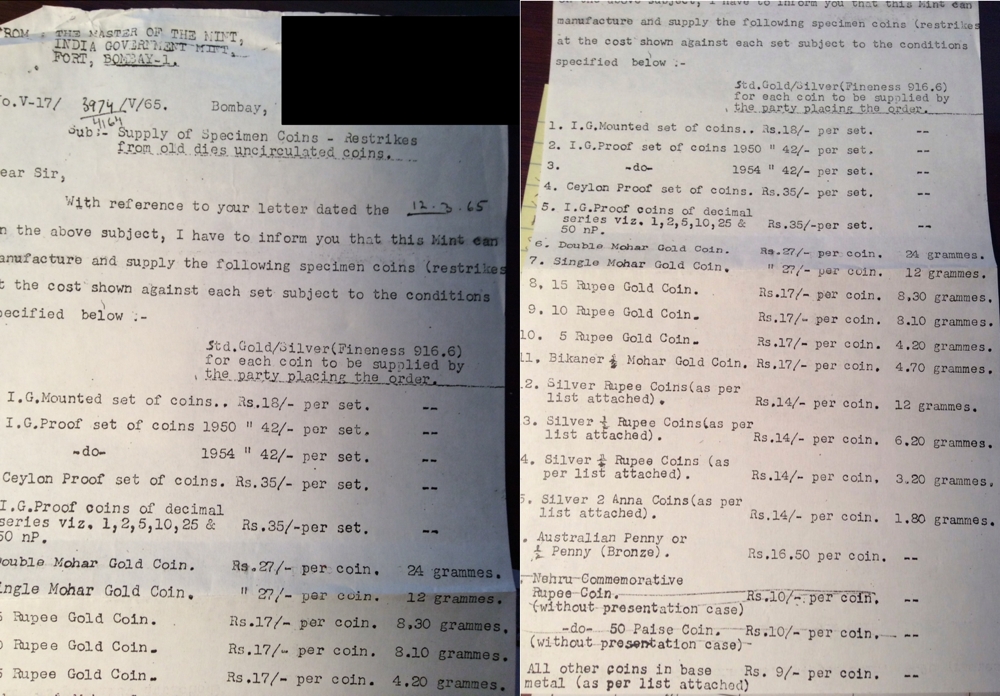 FROM : THE MASTER OF THE MINT,
INDIA GOVERNMENT MINT,
FORT, BOMBAY-1.
No.V-17/ 3974/V/65. Bombay,
4164
Sub:- Supply of Specimen Coins - Restrikes
from old dies uncirculated coins.
ear Sir,
With reference to your letter dated the 12.3.65
n the above subject, I have to inform you that this Mint can
anufacture and supply the following specimen coins (restrikes
t the cost shown against each set subject to the conditions
pecified below :-
Std.Gold/Silver(Fineness 916.6)
for each coin to be supplied by
the party placing the order.
I.G.Mounted set of coins.. Rs.18/- per set. --
I.G.Proof set of coins 1950 " 42/- per set. --
-do- 1954 " 42/- per set. --
Ceylon Proof set of coins. Rs.35/- per set. --
I.G.Proof coins of decimal
series viz. 1,2,5,10,25 & Rs.35/-per set. --
50 nP.
Double Mohar Gold Coin. Rs.27/- per coin. 24 grammes.
ngle Mohar Gold Coin. " 27/- per coin. 12 grammes.
5 Rupee Gold Coin. Rs.17/- per coin. 8,30 grammes.
0 Rupee Gold Coin. Rs.17/- per coin. 8.10 grammes.
5 Rupee Gold Coin. Rs.17/- per coin. 4,20 grammes.
on the above subject, I have to inform you that this Mint can
manufacture and supply the following specimen coins (restrikes
at the cost shown against each set subject to the conditions
specified below :-
Std.Gold/Silver(Fineness 916.6)
for each coin to be supplied by
the party placing the order.
1. I.G.Mounted set of coins.. Rs.18/- per set. --
2. I.G.Proof set of coins 1950 " 42/- per set. --
3. -do- 1954 " 42/- per set. --
4. Ceylon Proof set of coins. Rs.35/- per set. --
5. I.G.Proof coins of decimal
series viz. 1,2,5,10,25 & Rs.35/-per set. --
50 nP.
6. Double Mohar Gold Coin. Rs.27/- per coin. 24 grammes.
7. Single Mohar Gold Coin. " 27/- per coin. 12 grammes.
8, 15 Rupee Gold Coin. Rs.17/- per coin. 8,30 grammes.
9. 10 Rupee Gold Coin. Rs.17/- per coin. 8.10 grammes.
10. 5 Rupee Gold Coin. Rs.17/- per coin. 4.20 grammes.
11. Bikaner ½ Mohar Gold Coin. Rs.17/- per coin. 4.70 grammes.
2. Silver Rupee Coins(as per
list attached). Rs.14/- per coin. 12 grammes.
3. Silver ½ Rupee Coins(as per
list attached). Rs.14/- per coin. 6.20 grammes.
4. Silver ¼ Rupee Coins (as
per list attached). Rs.14/- per coin. 3.20 grammes.
5. Silver 2 Anna Coins(as per
list attached). Rs.14/- per coin. 1.80 grammes.
. Australian Penny or
½ Penny (Bronze). Rs.16.50 per coin. --
. Nehru Commemorative
Rupee Coin. Rs.10/-.per coin. --
(without presentation case)
-do- 50 Paise Coin. Rs.10/- per coin. --
(without presentation case)
All other coins in base Rs. 9/- per coin. --
metal (as per list attached)